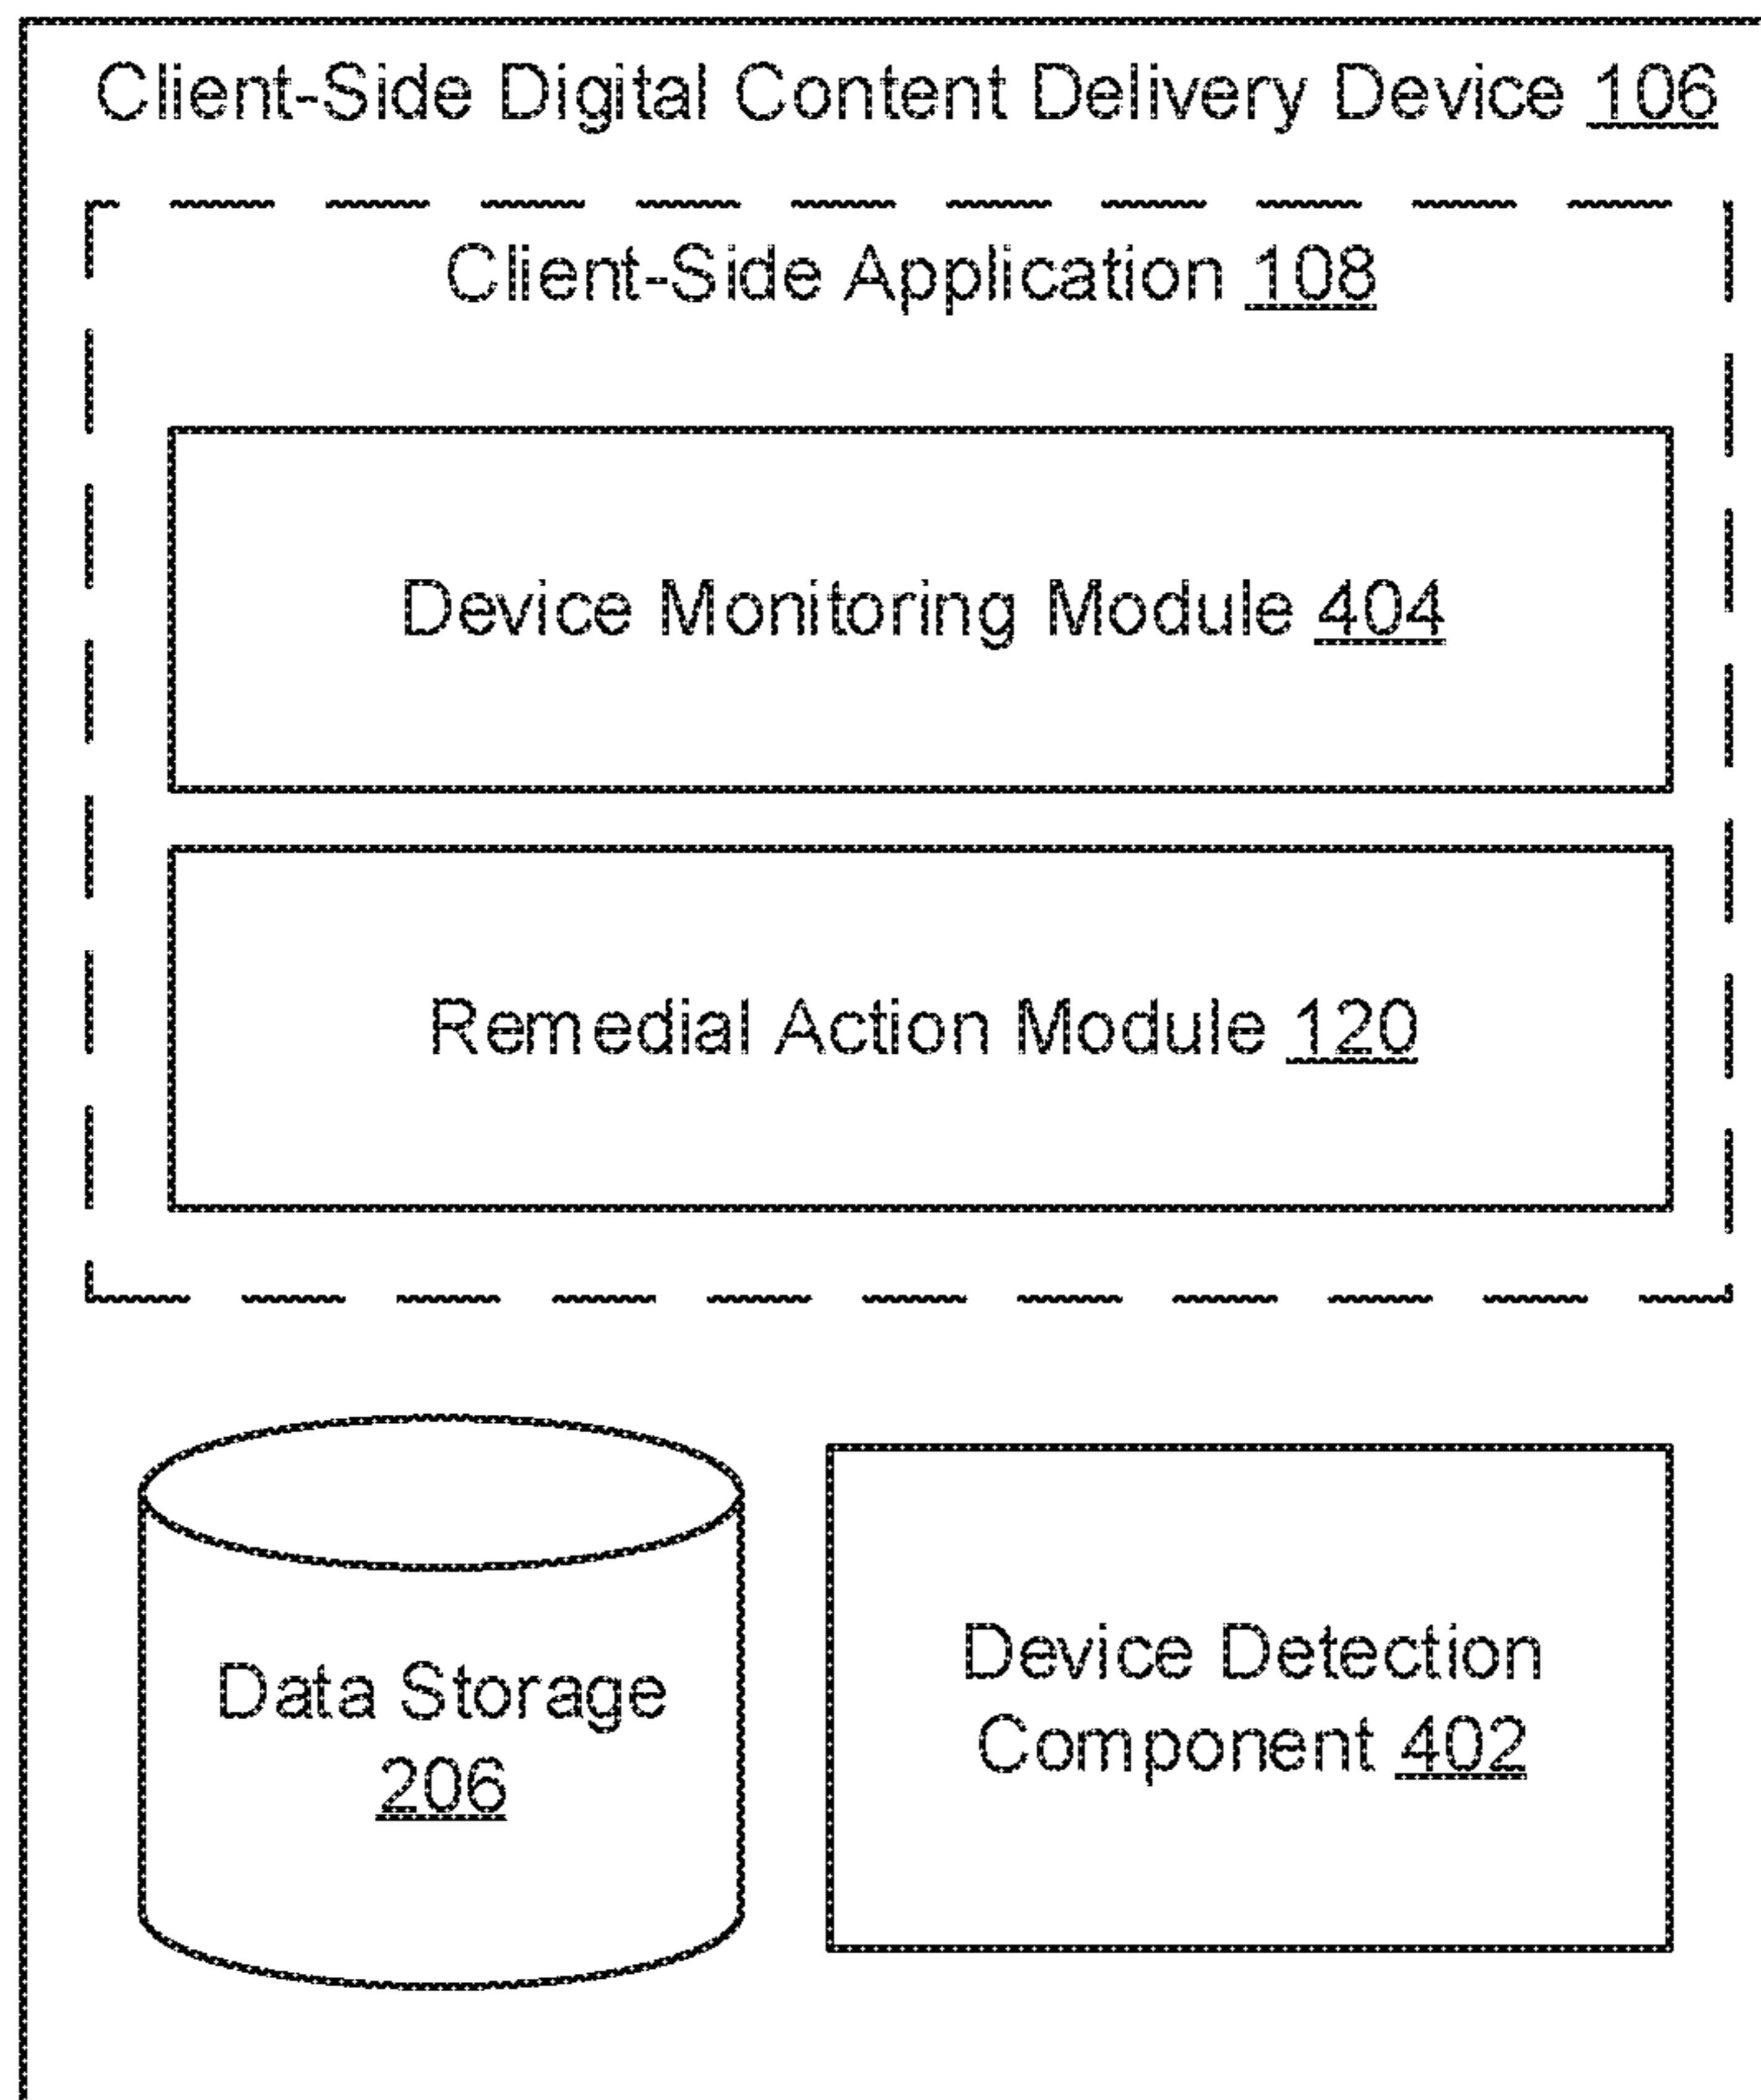 Client-Side Digital Content Delivery Device 106
Client-Side Application 108
Device Monitoring Module 404
Remedial Action Module 120
Data Storage
206
Device Detection
Component 402